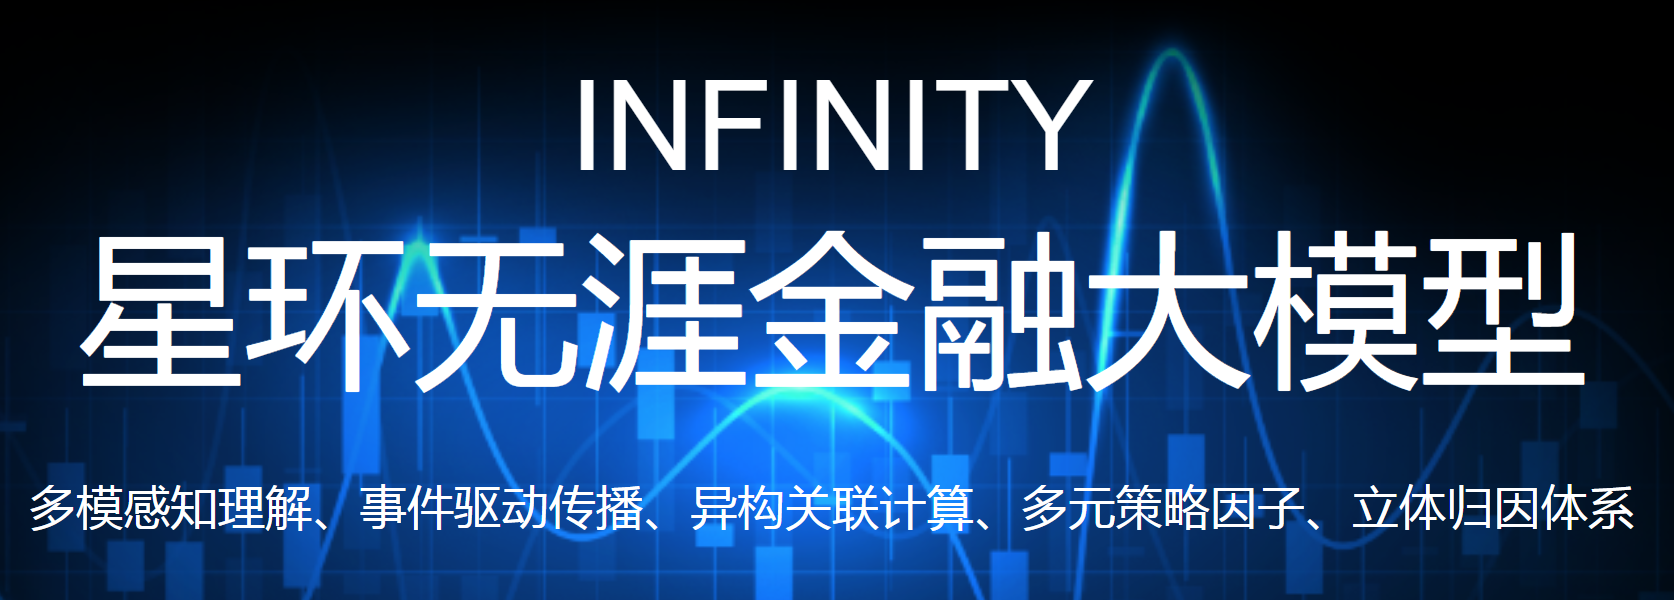 INFINITY
星环无涯金融大模型
多模感知理解、事件驱动传播、异构关联计算、多元策略因子、立体归因体系